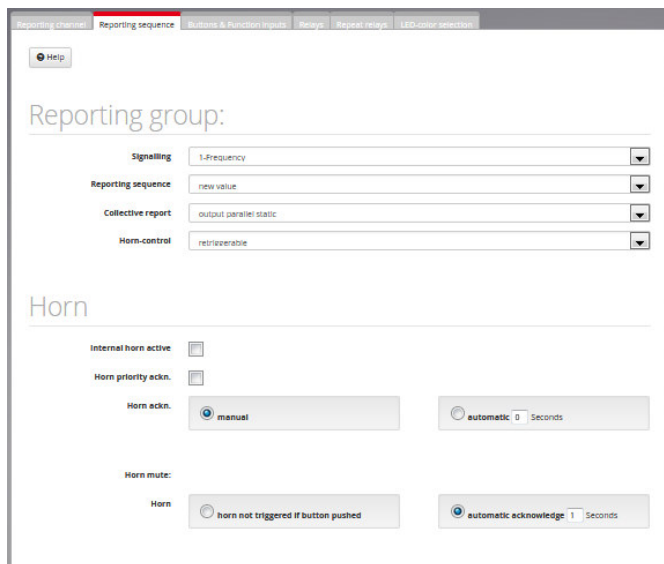 Reporting channel Reporting sequence Buttons & Function Inputs Relays Repeat relays LED-color selection
Help
Reporting group:
Signalling 1-Frequency
Reporting sequence new value
Collective report output parallel static
Horn-control retriggerable
Horn
Internal horn active
Horn priority ackn.
Horn ackn. manual automatic 0 Seconds
Horn mute:
Horn horn not triggered if button pushed automatic acknowledge 1 Seconds